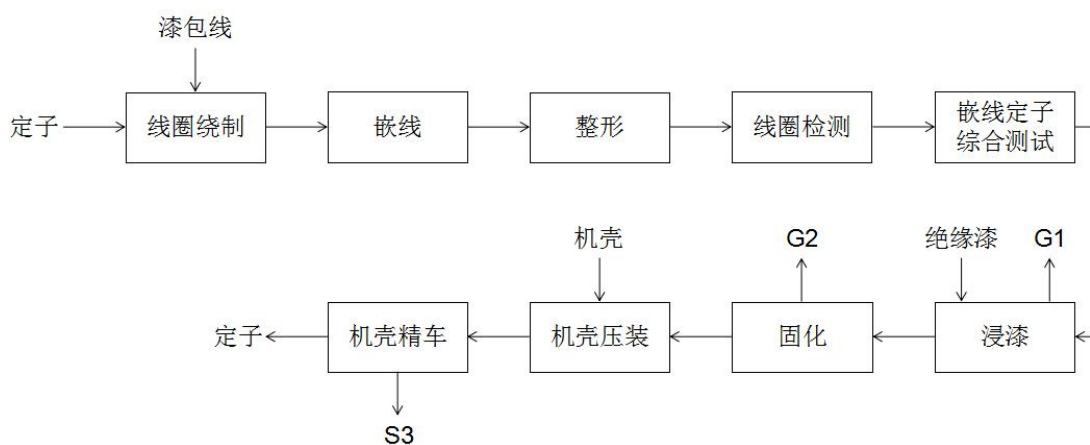 漆包线
定子
线圈绕制
嵌线
整形
线圈检测
嵌线定子
综合测试
机壳
G2
绝缘漆
G1
定子
机壳精车
机壳压装
固化
浸漆
S3